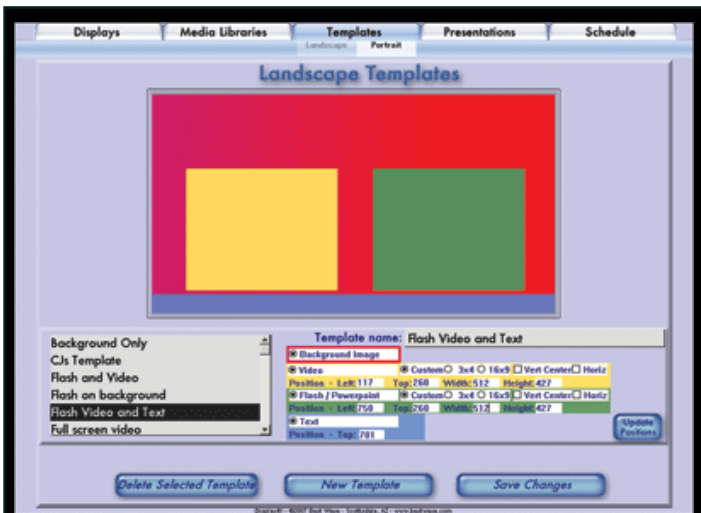 Displays Media Libraries Templates Presentations Schedule
Landscape Portrait
Landscape Templates
Template name: Flash Video and Text
Background Only
CJs Template
Flash and Video
Flash on background
Flash Video and Text
Full screen video
Background Image
Video Custom 3x4 16x9 Vert Center Horiz
Position - Left: 117 Top: 260 Width: 512 Height: 427
Flash / Powerpoint Custom 3x4 16x9 Vert Center Horiz
Position - Left: 750 Top: 260 Width: 512 Height: 427
Text
Position - Top: 701
Update Positions
Delete Selected Template New Template Save Changes